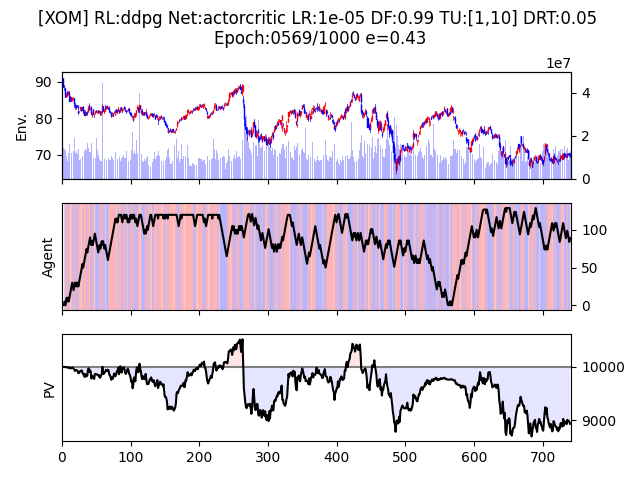 [XOM] RL:ddpg Net:actorcritic LR:1e-05 DF:0.99 TU:[1,10] DRT:0.05
Epoch:0569/1000 e=0.43
1e7
90
80
70
Env.
4
2
0
Agent
100
50
0
PV
10000
9000
0 100 200 300 400 500 600 700